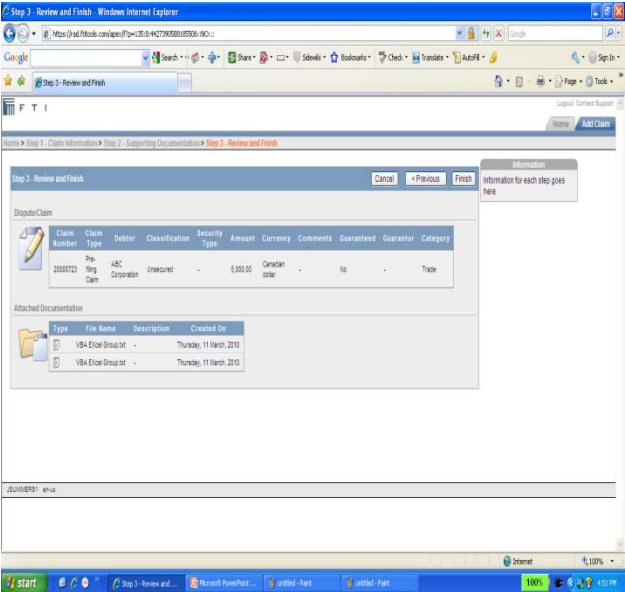 Step 3 - Review and Finish - Windows Internet Explorer
Google
Google Search Share Sidewiki Bookmarks Check Translate AutoFill Sign In
Step 3 - Review and Finish Page Tools
F T I
Logout Contact Support
Home Add Claim
Home > Step 1 - Claim Information > Step 2 - Supporting Documentation > Step 3 - Review and Finish
Information
Information for each step goes
here
Step 3 - Review and Finish Cancel < Previous Finish
Dispute/Claim
Claim Number Claim Type Debtor Classification Security Type Amount Currency Comments Guaranteed Guarantor Category
20000723 Pre-filing Claim ABC Corporation Unsecured - 5,000.00 Canadian dollar - No - Trade
Attached Documentation
Type File Name Description Created On
VBA EXcel Group.txt - Thursday, 11 March, 2010
VBA EXcel Group.txt - Thursday, 11 March, 2010
JSUMMERS1 en-us
Internet 100%
start Step 3 - Review and ... Microsoft PowerPoint ... untitled - Paint untitled - Paint 100% 4:51 PM